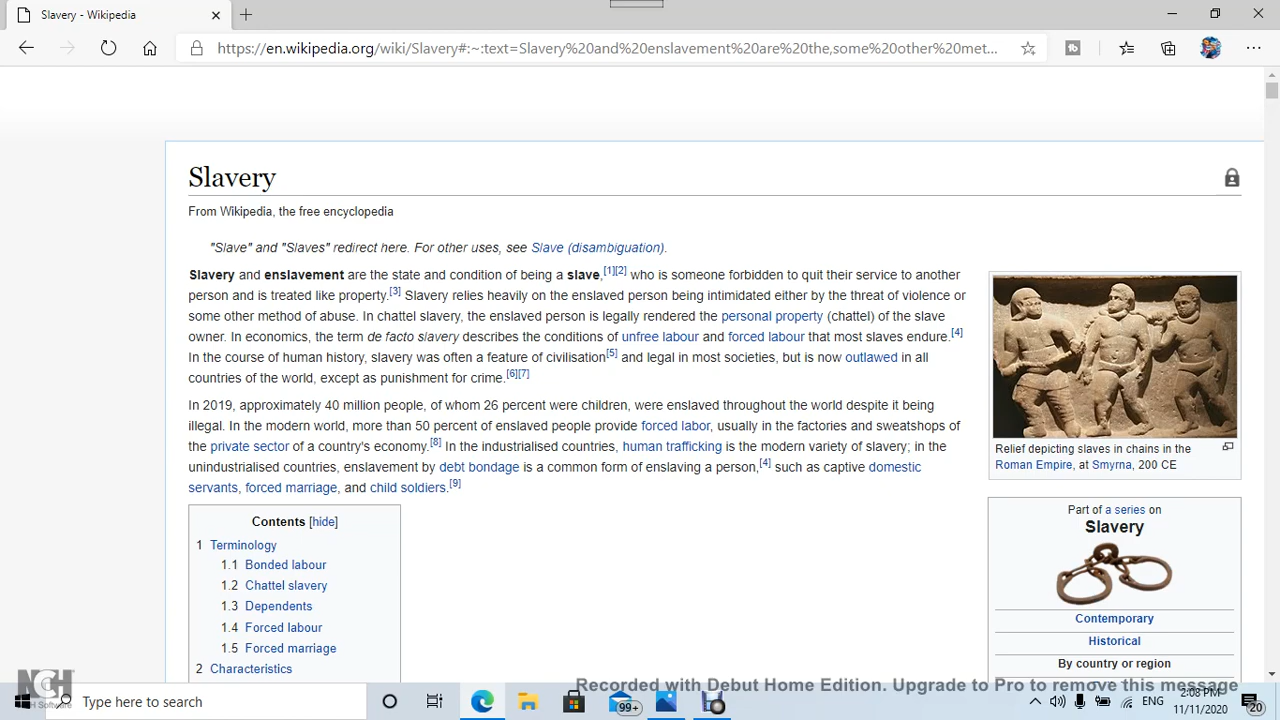 Slavery - Wikipedia
https://en.wikipedia.org/wiki/Slavery#:~:text=Slavery%20and%20enslavement%20are%20the,some%20other%20met...
Slavery
From Wikipedia, the free encyclopedia
"Slave" and "Slaves" redirect here. For other uses, see Slave (disambiguation).
Slavery and enslavement are the state and condition of being a slave,[1][2] who is someone forbidden to quit their service to another
person and is treated like property.[3] Slavery relies heavily on the enslaved person being intimidated either by the threat of violence or
some other method of abuse. In chattel slavery, the enslaved person is legally rendered the personal property (chattel) of the slave
owner. In economics, the term de facto slavery describes the conditions of unfree labour and forced labour that most slaves endure.[4]
In the course of human history, slavery was often a feature of civilisation[5] and legal in most societies, but is now outlawed in all
countries of the world, except as punishment for crime.[6][7]
In 2019, approximately 40 million people, of whom 26 percent were children, were enslaved throughout the world despite it being
illegal. In the modern world, more than 50 percent of enslaved people provide forced labor, usually in the factories and sweatshops of
the private sector of a country's economy.[8] In the industrialised countries, human trafficking is the modern variety of slavery; in the
unindustrialised countries, enslavement by debt bondage is a common form of enslaving a person,[4] such as captive domestic
servants, forced marriage, and child soldiers.[9]
Relief depicting slaves in chains in the
Roman Empire, at Smyrna, 200 CE
Part of a series on
Slavery
Contemporary
Historical
By country or region
Contents [hide]
1 Terminology
1.1 Bonded labour
1.2 Chattel slavery
1.3 Dependents
1.4 Forced labour
1.5 Forced marriage
2 Characteristics
NCH Software
Recorded with Debut Home Edition. Upgrade to Pro to remove this message
Type here to search
99+
ENG
2:08 PM
11/11/2020
20